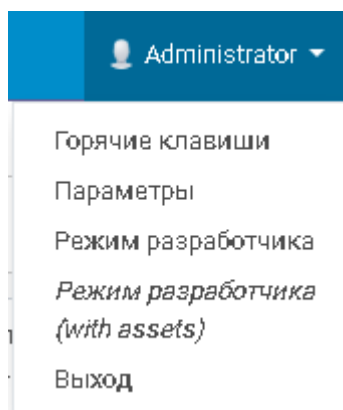 Administrator
Горячие клавиши
Параметры
Режим разработчика
Режим разработчика
(with assets)
Выход